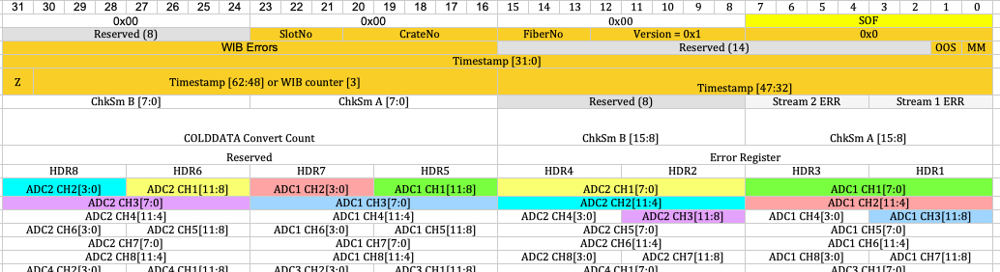 31 30 29 28 27 26 25 24 23 22 21 20 19 18 17 16 15 14 13 12 11 10 9 8 7 6 5 4 3 2 1 0
0x00 0x00 0x00 SOF
Reserved (8) SlotNo CrateNo FiberNo Version = 0x1 0x0
WIB Errors Reserved (14) OOS MM
Timestamp [31:0]
Z Timestamp [62:48] or WIB counter [3] Timestamp [47:32]
ChkSm B [7:0] ChkSm A [7:0] Reserved (8) Stream 2 ERR Stream 1 ERR
COLDDATA Convert Count ChkSm B [15:8] ChkSm A [15:8]
Reserved Error Register
HDR8 HDR6 HDR7 HDR5 HDR4 HDR2 HDR3 HDR1
ADC2 CH2[3:0] ADC2 CH1[11:8] ADC1 CH2[3:0] ADC1 CH1[11:8] ADC2 CH1[7:0] ADC1 CH1[7:0]
ADC2 CH3[7:0] ADC1 CH3[7:0] ADC2 CH2[11:4] ADC1 CH2[11:4]
ADC2 CH4[11:4] ADC1 CH4[11:4] ADC2 CH4[3:0] ADC2 CH3[11:8] ADC1 CH4[3:0] ADC1 CH3[11:8]
ADC2 CH6[3:0] ADC2 CH5[11:8] ADC1 CH6[3:0] ADC1 CH5[11:8] ADC2 CH5[7:0] ADC1 CH5[7:0]
ADC2 CH7[7:0] ADC1 CH7[7:0] ADC2 CH6[11:4] ADC1 CH6[11:4]
ADC2 CH8[11:4] ADC1 CH8[11:4] ADC2 CH8[3:0] ADC2 CH7[11:8] ADC1 CH8[3:0] ADC1 CH7[11:8]
ADC4 CH2[3:0] ADC4 CH1[11:8] ADC3 CH2[3:0] ADC3 CH1[11:8] ADC4 CH1[7:0] ADC3 CH1[7:0]